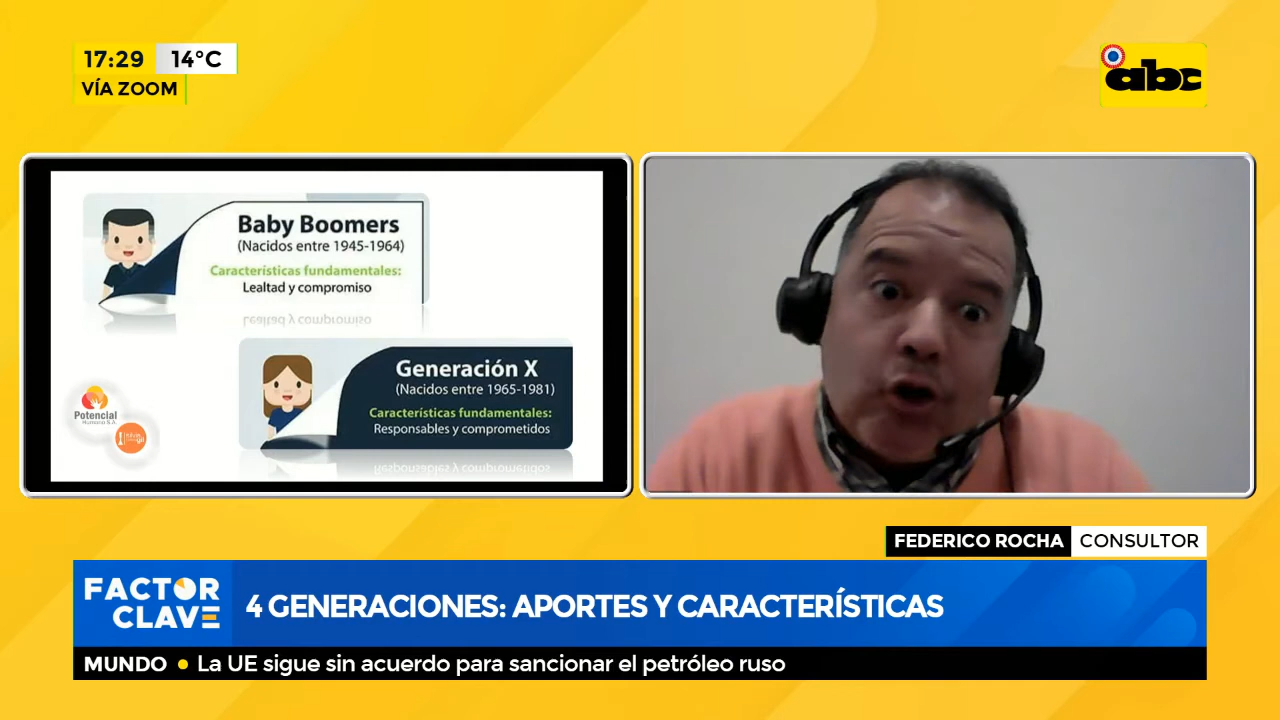 17:29 14°C
VÍA ZOOM
abc
Baby Boomers
(Nacidos entre 1945-1964)
Características fundamentales:
Lealtad y compromiso
Generación X
(Nacidos entre 1965-1981)
Características fundamentales:
Responsables y comprometidos
Potencial
Humano S.A.
FEDERICO ROCHA CONSULTOR
FACTOR
CLAVE
4 GENERACIONES: APORTES Y CARACTERÍSTICAS
MUNDO • La UE sigue sin acuerdo para sancionar el petróleo ruso